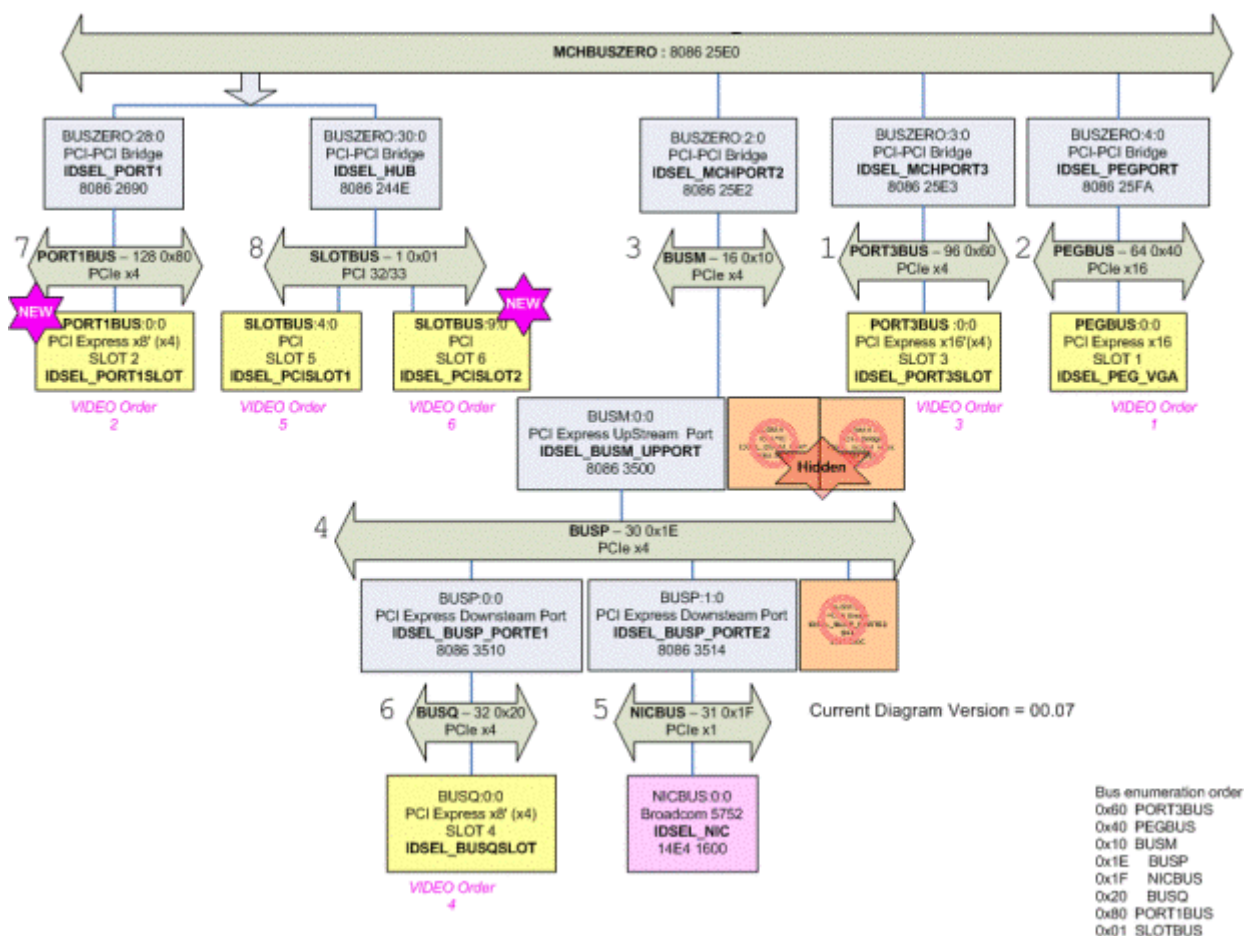 MCHBUSZERO : 8086 25E0
BUSZERO:28:0
PCI-PCI Bridge
IDSEL_PORT1
8086 2690
BUSZERO:30:0
PCI-PCI Bridge
IDSEL_HUB
8086 244E
BUSZERO:2:0
PCI-PCI Bridge
IDSEL_MCHPORT2
8086 25E2
BUSZERO:3:0
PCI-PCI Bridge
IDSEL_MCHPORT3
8086 25E3
BUSZERO:4:0
PCI-PCI Bridge
IDSEL_PEGPORT
8086 25FA
7
PORT1BUS – 128 0x80
PCIe x4
8
SLOTBUS – 1 0x01
PCI 32/33
3
BUSM – 16 0x10
PCIe x4
1
PORT3BUS – 96 0x60
PCIe x4
2
PEGBUS – 64 0x40
PCIe x16
NEW
PORT1BUS:0:0
PCI Express x8' (x4)
SLOT 2
IDSEL_PORT1SLOT
VIDEO Order
2
SLOTBUS:4:0
PCI
SLOT 5
IDSEL_PCISLOT1
VIDEO Order
5
NEW
SLOTBUS:9:0
PCI
SLOT 6
IDSEL_PCISLOT2
VIDEO Order
6
PORT3BUS :0:0
PCI Express x16'(x4)
SLOT 3
IDSEL_PORT3SLOT
VIDEO Order
3
PEGBUS:0:0
PCI Express x16
SLOT 1
IDSEL_PEG_VGA
VIDEO Order
1
BUSM:0:0
PCI Express UpStream Port
IDSEL_BUSM_UPPORT
8086 3500
Hidden
4
BUSP – 30 0x1E
PCIe x4
BUSP:0:0
PCI Express Downsteam Port
IDSEL_BUSP_PORTE1
8086 3510
BUSP:1:0
PCI Express Downsteam Port
IDSEL_BUSP_PORTE2
8086 3514
6
BUSQ – 32 0x20
PCIe x4
5
NICBUS – 31 0x1F
PCIe x1
Current Diagram Version = 00.07
BUSQ:0:0
PCI Express x8' (x4)
SLOT 4
IDSEL_BUSQSLOT
VIDEO Order
4
NICBUS:0:0
Broadcom 5752
IDSEL_NIC
14E4 1600
Bus enumeration order
0x60 PORT3BUS
0x40 PEGBUS
0x10 BUSM
0x1E BUSP
0x1F NICBUS
0x20 BUSQ
0x80 PORT1BUS
0x01 SLOTBUS